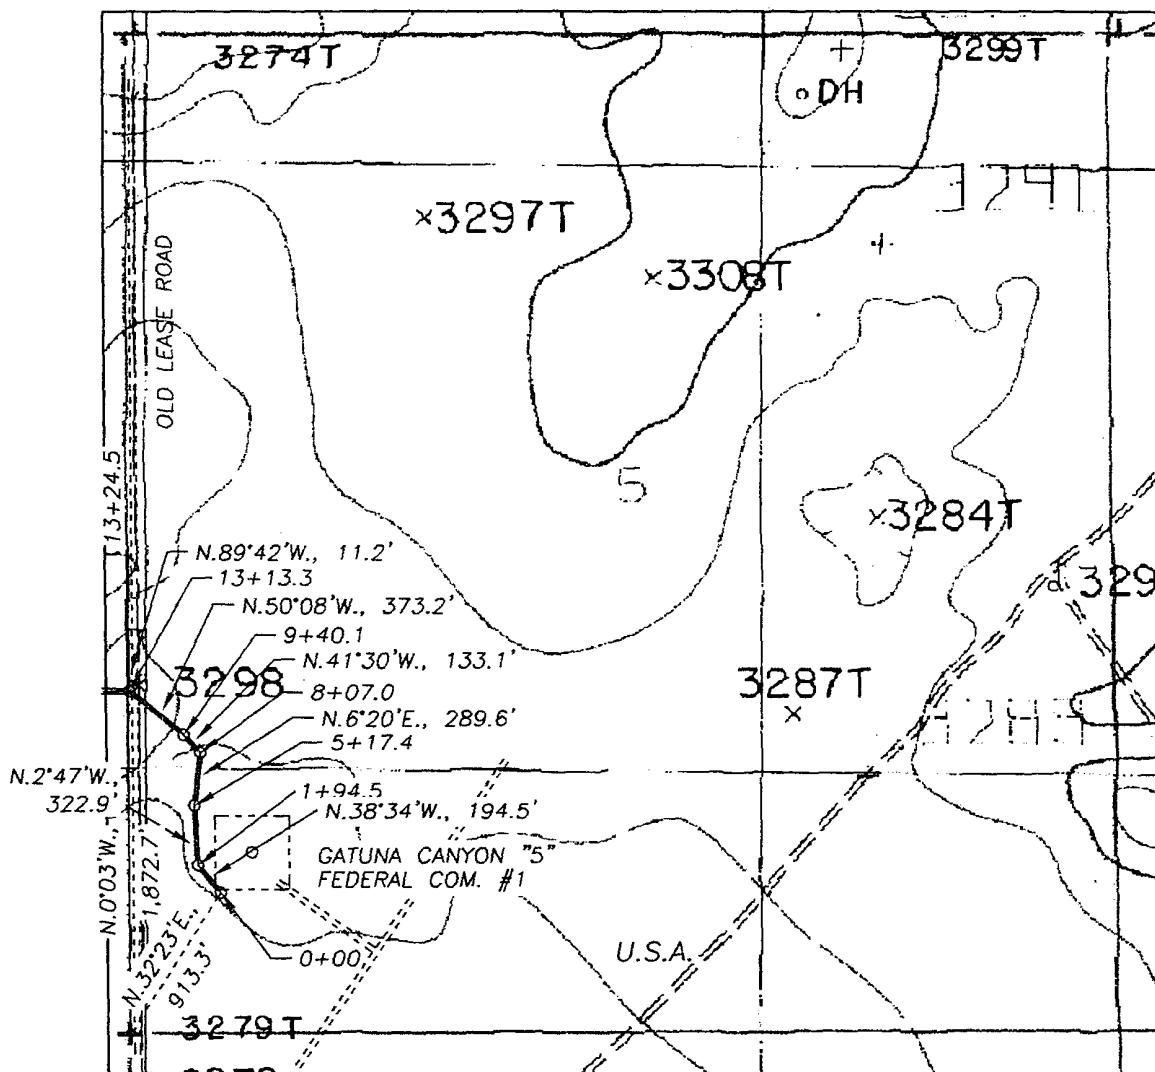 3274T
3299T
DH
3297T
OLD LEASE ROAD
3308T
5
3284T
13+24.5
N.89°42'W., 11.2'
13+13.3
N.50°08'W., 373.2'
329
9+40.1
N.41°30'W., 133.1'
3298
8+07.0
3287T
N.6°20'E., 289.6'
5+17.4
N.2°47'W.,
322.9'
1+94.5
N.38°34'W., 194.5'
GATUNA CANYON "5"
FEDERAL COM. #1
N.0°03'W.,
1,872.7'
N.32°23'E.,
913.3'
0+00
U.S.A.
3279T